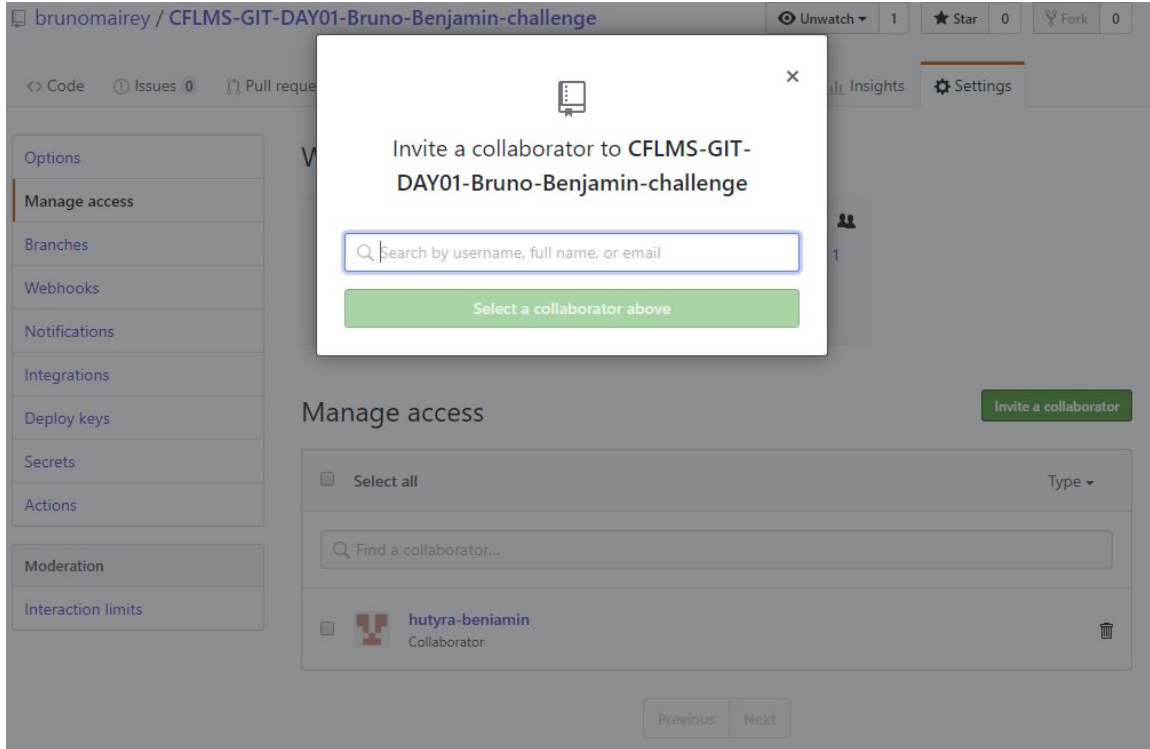 brunomairey / CFLMS-GIT-DAY01-Bruno-Benjamin-challenge
Unwatch 1 Star 0 Fork 0
Code Issues 0 Pull reque Insights Settings
Invite a collaborator to CFLMS-GIT-
DAY01-Bruno-Benjamin-challenge
Search by username, full name, or email
Select a collaborator above
Options
Manage access
Branches
Webhooks
Notifications
Integrations
Deploy keys
Secrets
Actions
Moderation
Interaction limits
W
1
Manage access
Invite a collaborator
Select all
Type
Find a collaborator...
hutyra-beniamin
Collaborator
Previous Next